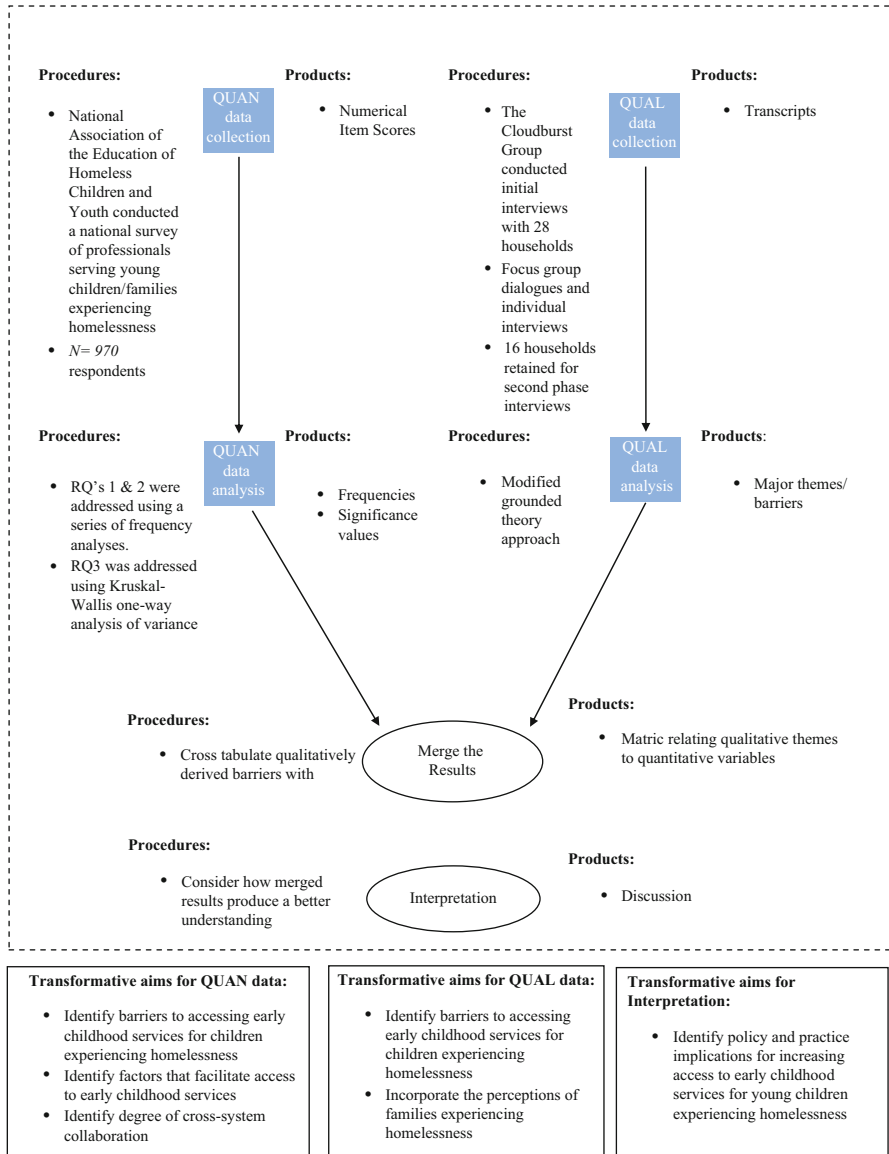 Procedures:
• National
Association of
the Education of
Homeless
Children and
Youth conducted
a national survey
of professionals
serving young
children/families
experiencing
homelessness
• N= 970
respondents
QUAN
data
collection
Products:
• Numerical
Item Scores
Procedures:
• The
Cloudburst
Group
conducted
initial
interviews
with 28
households
• Focus group
dialogues and
individual
interviews
• 16 households
retained for
second phase
interviews
QUAL
data
collection
Products:
• Transcripts
Procedures:
• RQ's 1 & 2 were
addressed using a
series of frequency
analyses.
• RQ3 was addressed
using Kruskal-
Wallis one-way
analysis of variance
QUAN
data
analysis
Products:
• Frequencies
• Significance
values
Procedures:
• Modified
grounded
theory
approach
QUAL
data
analysis
Products:
• Major themes/
barriers
Procedures:
• Cross tabulate qualitatively
derived barriers with
Merge the
Results
Products:
• Matric relating qualitative themes
to quantitative variables
Procedures:
• Consider how merged
results produce a better
understanding
Interpretation
Products:
• Discussion
Transformative aims for QUAN data:
• Identify barriers to accessing early
childhood services for children
experiencing homelessness
• Identify factors that facilitate access
to early childhood services
• Identify degree of cross-system
collaboration
Transformative aims for QUAL data:
• Identify barriers to accessing
early childhood services for
children experiencing
homelessness
• Incorporate the perceptions of
families experiencing
homelessness
Transformative aims for
Interpretation:
• Identify policy and practice
implications for increasing
access to early childhood
services for young children
experiencing homelessness